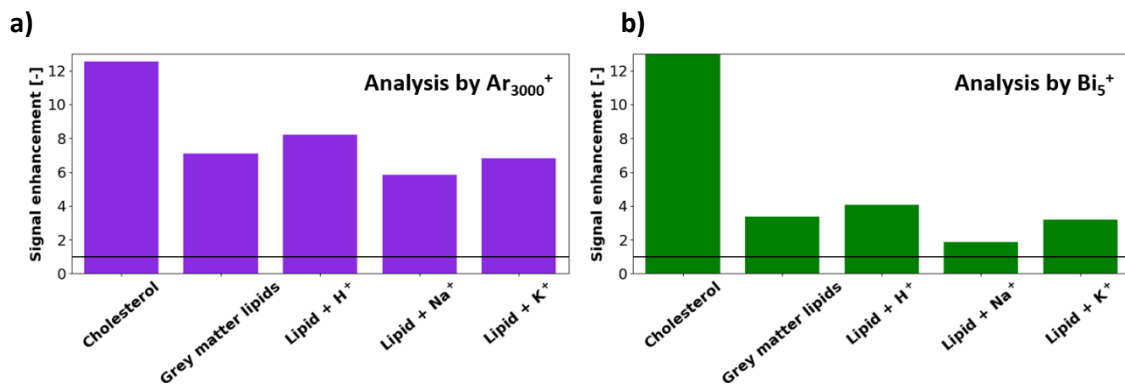 a)
Analysis by Ar₃₀₀₀⁺
Signal enhancement [-]
12
10
8
6
4
2
0
Cholesterol
Grey matter lipids
Lipid + H⁺
Lipid + Na⁺
Lipid + K⁺
b)
Analysis by Bi₅⁺
Signal enhancement [-]
12
10
8
6
4
2
0
Cholesterol
Grey matter lipids
Lipid + H⁺
Lipid + Na⁺
Lipid + K⁺